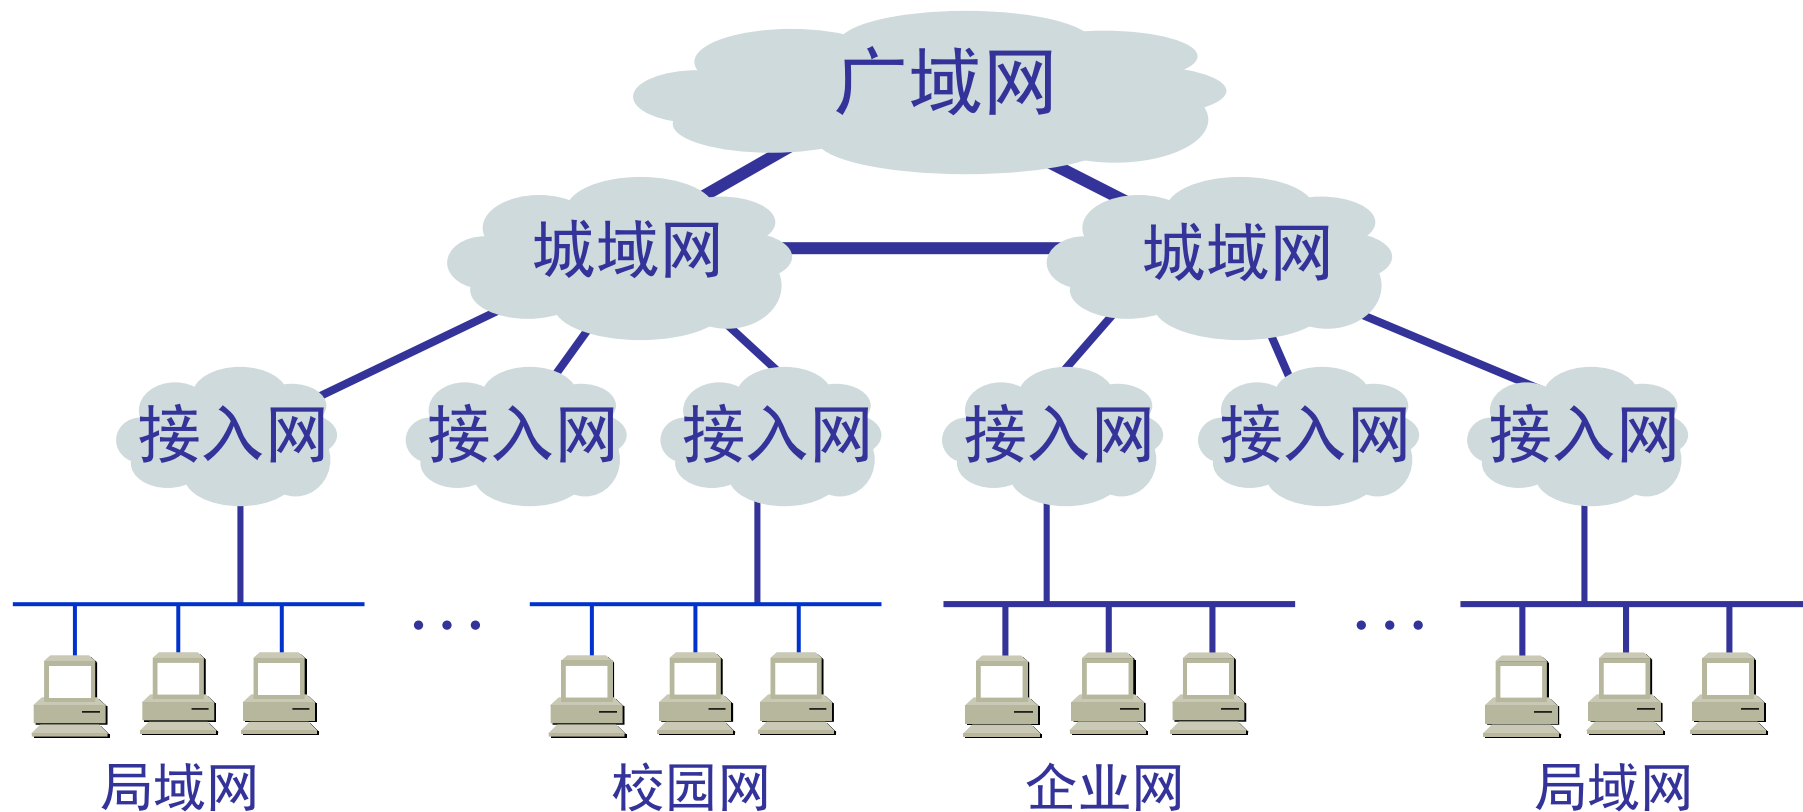 广域网
城域网 城域网
接入网 接入网 接入网 接入网 接入网 接入网
... ...
局域网 校园网 企业网 局域网